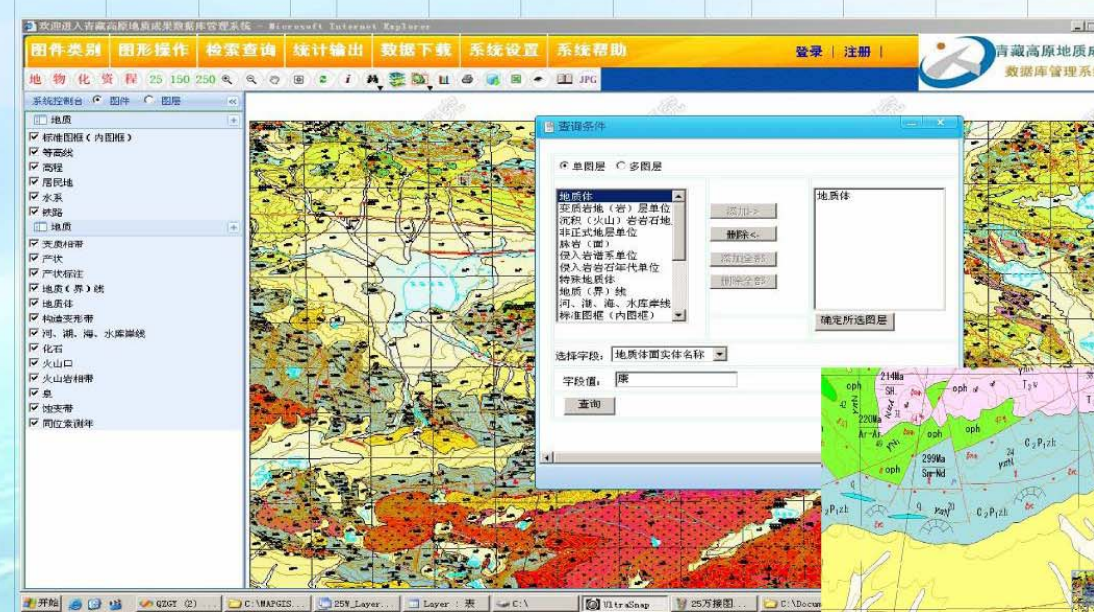 欢迎进入青藏高原地质成果数据库管理系统 - Microsoft Internet Explorer
图件类别 图形操作 检索查询 统计输出 数据下载 系统设置 系统帮助 登录 | 注册 |
青藏高原地质成
数据库管理系
地 物 化 资 程 25 150 250 JPG
系统控制台 图件 图层
地质
标准图框(内图框)
等高线
高程
居民地
水系
铁路
地质
变质相带
产状
产状标注
地质(界)线
地质体
构造变形带
河、湖、海、水库岸线
化石
火山口
火山岩相带
泉
蚀变带
同位素测年
查询条件
单图层 多图层
地质体
变质岩地(岩)层单位
沉积(火山)岩岩石地
非正式地层单位
脉岩(面)
侵入岩谱系单位
侵入岩岩石年代单位
特殊地质体
地质(界)线
河、湖、海、水库岸线
标准图框(内图框)
添加->
删除<-
添加全部
删除全部
地质体
确定所选图层
选择字段: 地质体面实体名称
字段值: 康
查询
214Ma
oph
220Ma
Ar-Ar
oph
oph
299Ma
Sm-Nd
oph
C₂P₁zh
C₂P₁zh
开始 QZGT (2) ... C:\MAPGIS... 25W_Laye... Layer : 表 C:\ UltraSnap 25万接图... C:\Docum